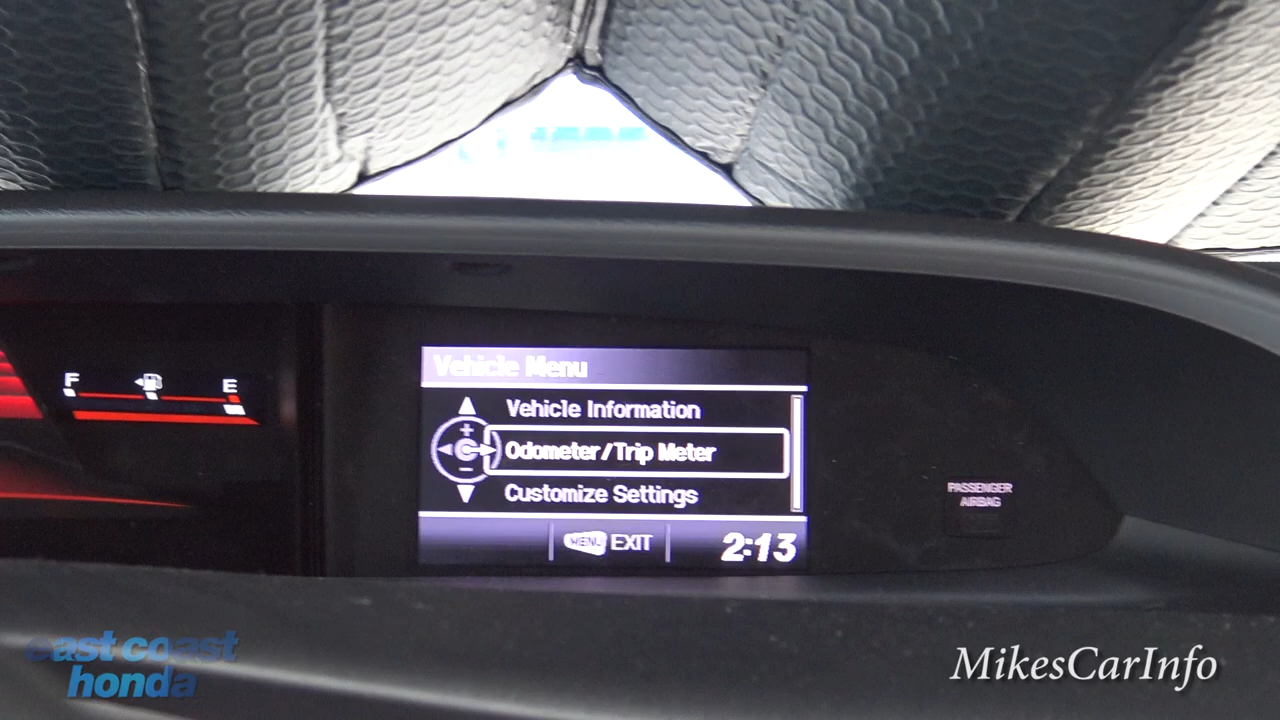 F E
Vehicle Menu
Vehicle Information
+
Odometer/Trip Meter
-
Customize Settings
MENU EXIT 2:13
PASSENGER
AIRBAG
east coast
honda
MikesCarInfo